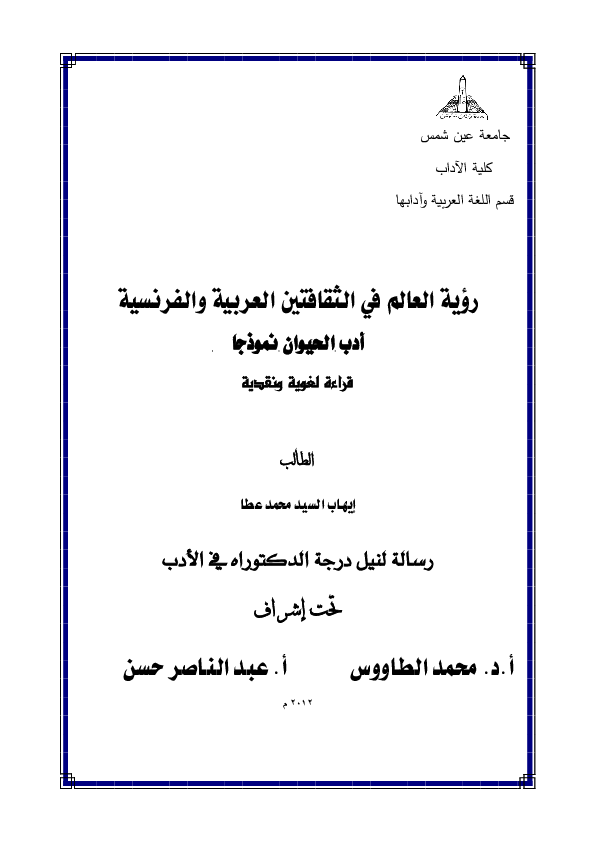 جامعة عين شمس
كلية الآداب
قسم اللغة العربية وآدابها
رؤية العالم في الثقافتين العربية والفرنسية
أدب الحيوان نموذجا
قراءة لغوية ونقدية
الطالب
إيهاب السيد محمد عطا
رسالة لنيل درجة الدكتوراه في الأدب
تحت إشراف
أ.د. محمد الطاووس أ. عبد الناصر حسن
٢٠١٢ م